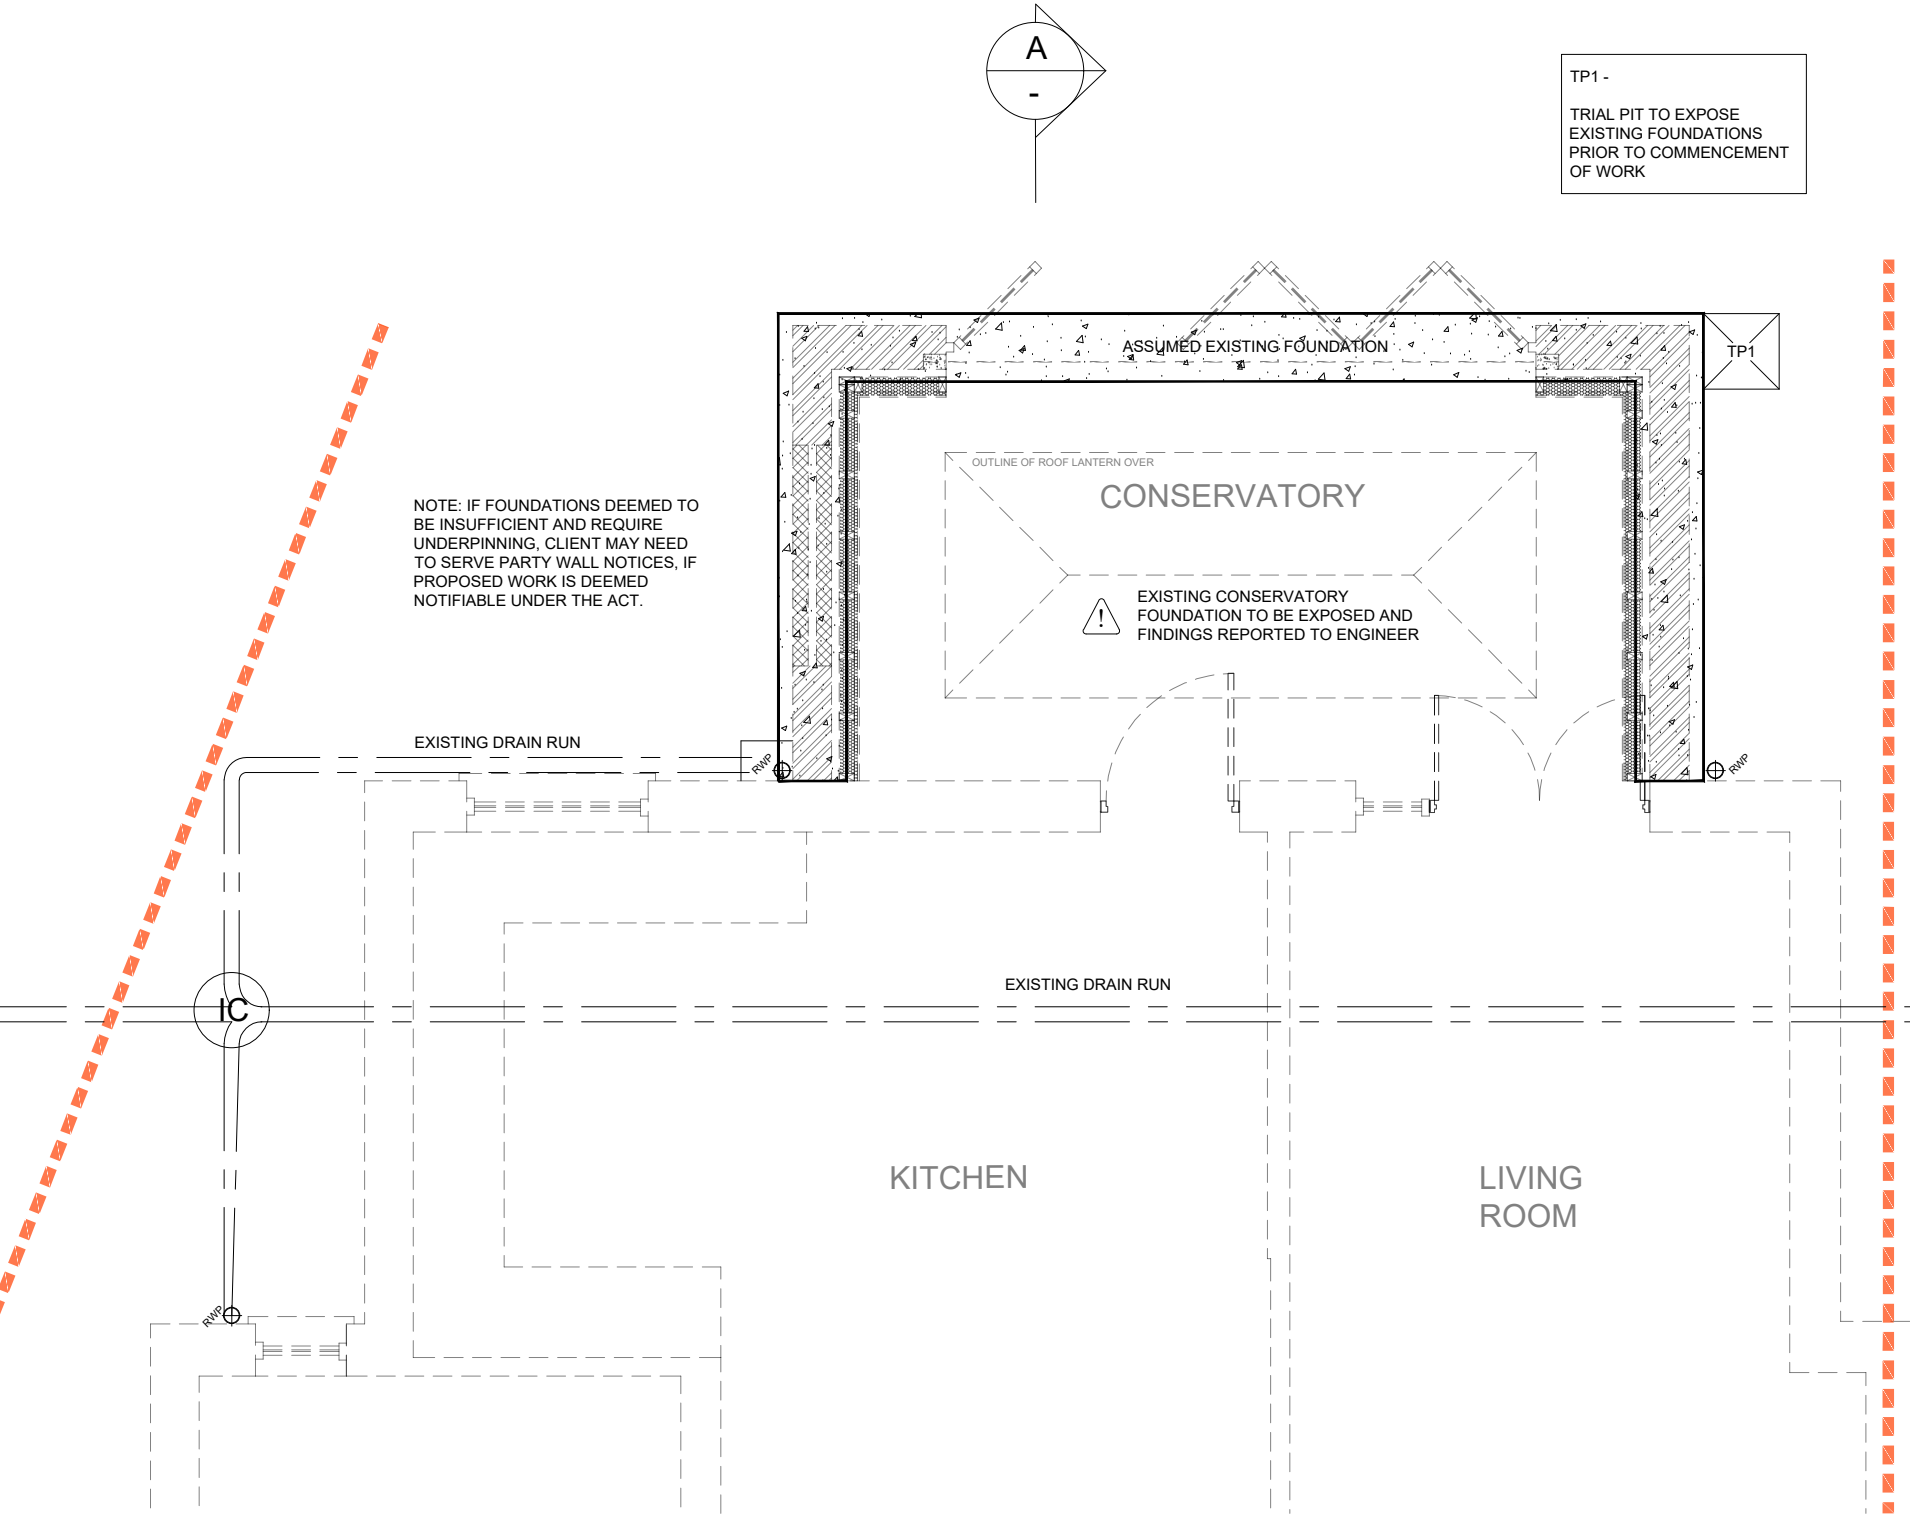 A
-
TP1 -
TRIAL PIT TO EXPOSE
EXISTING FOUNDATIONS
PRIOR TO COMMENCEMENT
OF WORK
ASSUMED EXISTING FOUNDATION
TP1
OUTLINE OF ROOF LANTERN OVER
CONSERVATORY
NOTE: IF FOUNDATIONS DEEMED TO
BE INSUFFICIENT AND REQUIRE
UNDERPINNING, CLIENT MAY NEED
TO SERVE PARTY WALL NOTICES, IF
PROPOSED WORK IS DEEMED
NOTIFIABLE UNDER THE ACT.
!
EXISTING CONSERVATORY
FOUNDATION TO BE EXPOSED AND
FINDINGS REPORTED TO ENGINEER
EXISTING DRAIN RUN
RWP
RWP
EXISTING DRAIN RUN
IC
KITCHEN
LIVING
ROOM
RWP